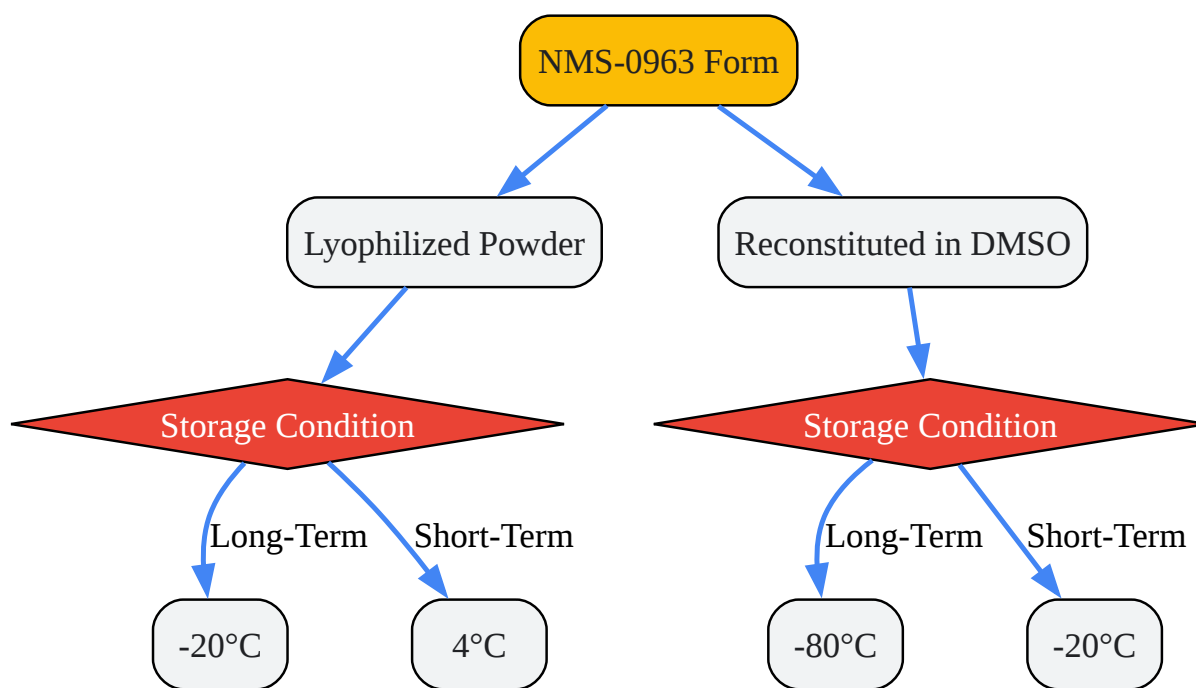 NMS-0963 Form
Lyophilized Powder
Reconstituted in DMSO
Storage Condition
Storage Condition
Long-Term
Short-Term
Long-Term
Short-Term
-20°C
4°C
-80°C
-20°C